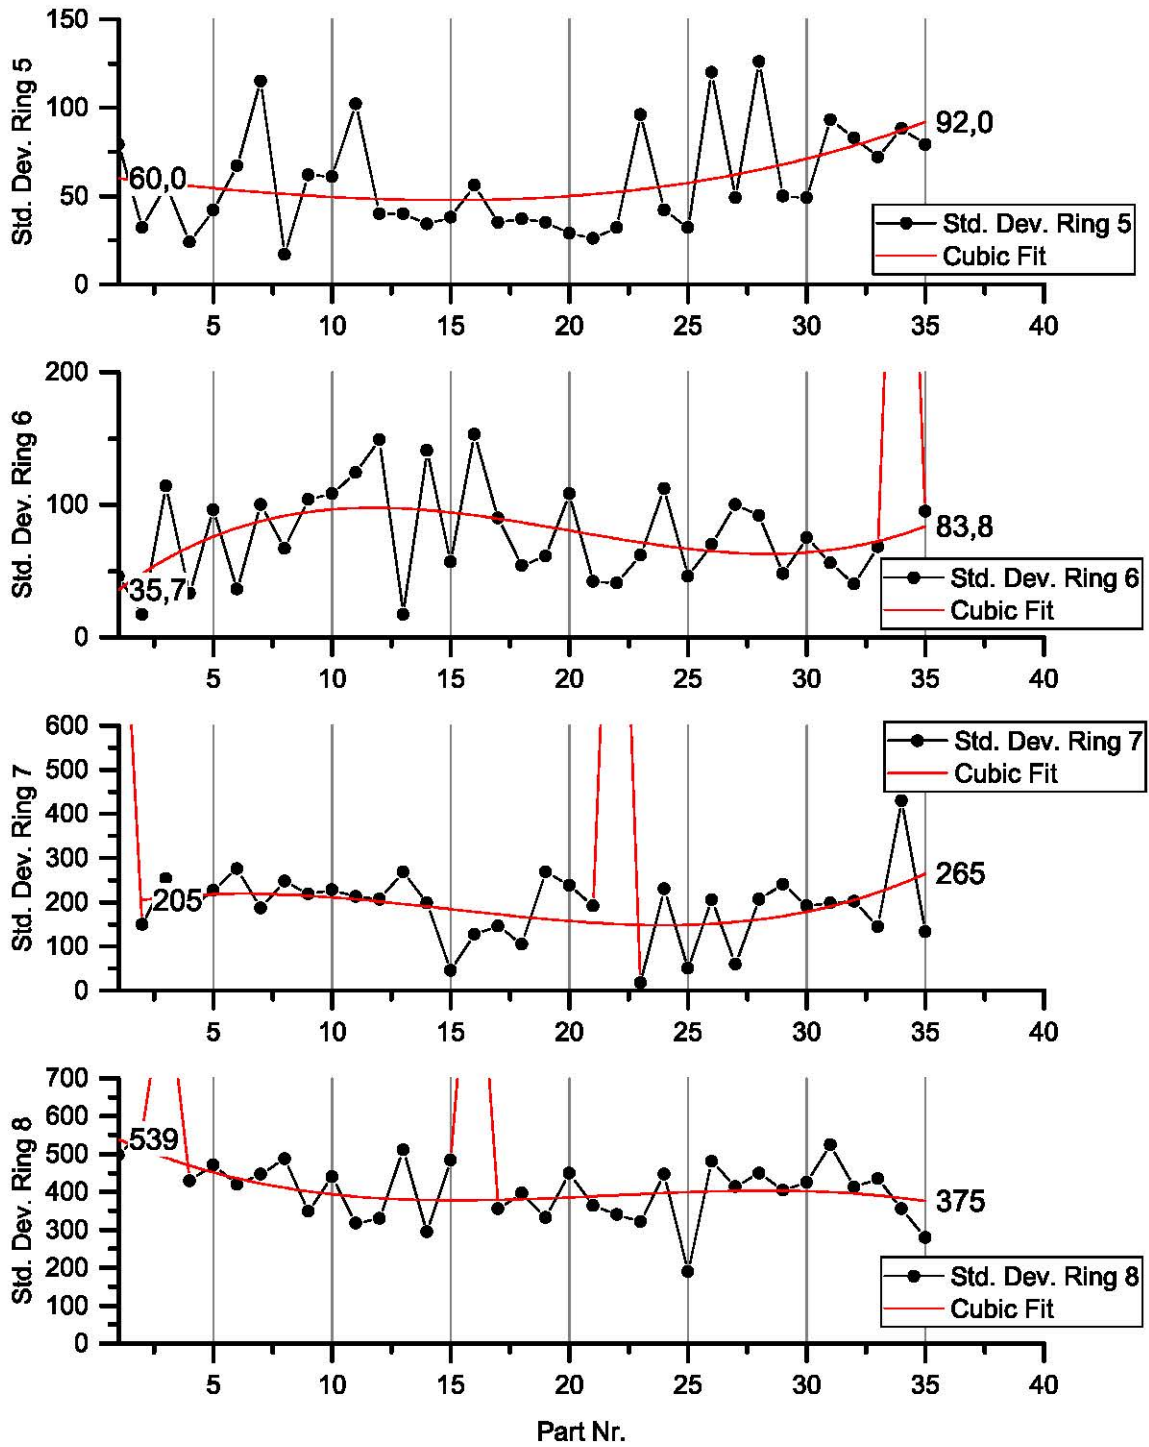 150
100
50
0
Std. Dev. Ring 5
60,0
92,0
Std. Dev. Ring 5
Cubic Fit
5 10 15 20 25 30 35 40
200
100
0
Std. Dev. Ring 6
35,7
83,8
Std. Dev. Ring 6
Cubic Fit
5 10 15 20 25 30 35 40
600
500
400
300
200
100
0
Std. Dev. Ring 7
205
265
Std. Dev. Ring 7
Cubic Fit
5 10 15 20 25 30 35 40
700
600
500
400
300
200
100
0
Std. Dev. Ring 8
539
375
Std. Dev. Ring 8
Cubic Fit
5 10 15 20 25 30 35 40
Part Nr.